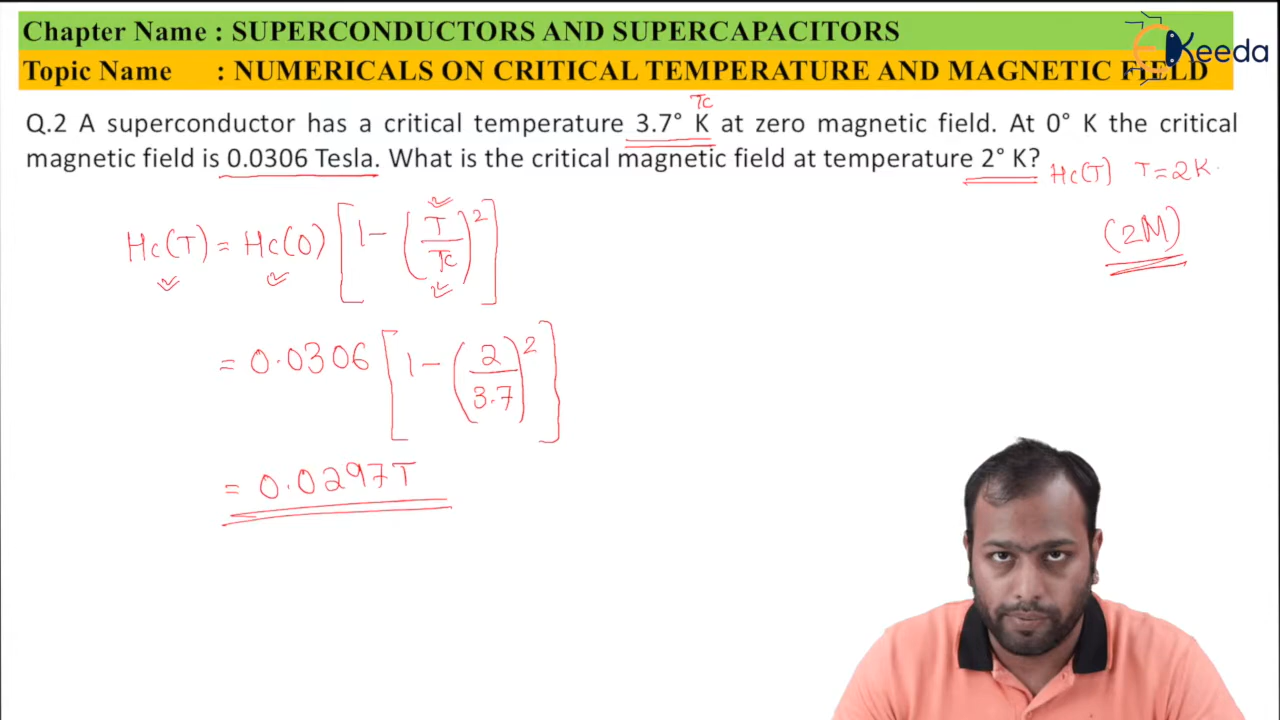 Chapter Name : SUPERCONDUCTORS AND SUPERCAPACITORS
Topic Name : NUMERICALS ON CRITICAL TEMPERATURE AND MAGNETIC FIELD
Keeda
Tc
Q.2 A superconductor has a critical temperature 3.7° K at zero magnetic field. At 0° K the critical
magnetic field is 0.0306 Tesla. What is the critical magnetic field at temperature 2° K?
Hc(T) T=2K.
(2M)
Hc(T) = Hc(0) [1-(T/Tc)2]
= 0.0306 [1-(2/3.7)2]
= 0.0297T